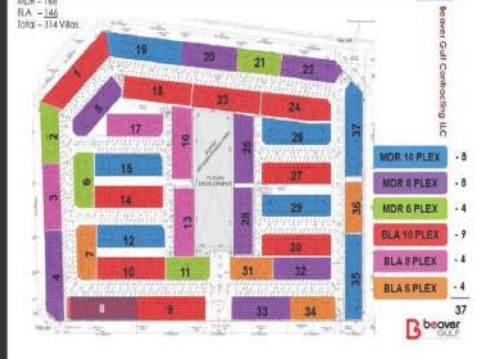 MDR - 168
BLA - 146
Total - 314 Villas
Beaver Gulf Contracting LLC
19
20
21
22
1
18
23
24
5
2
17
16
25
26
37
15
6
14
27
3
13
28
29
36
12
7
10
11
30
31
32
35
4
8
9
33
34
FUTURE
DEVELOPMENT
MDR 10 PLEX - 8
MDR 8 PLEX - 8
MDR 6 PLEX - 4
BLA 10 PLEX - 9
BLA 8 PLEX - 4
BLA 6 PLEX - 4
37
beaver
GULF